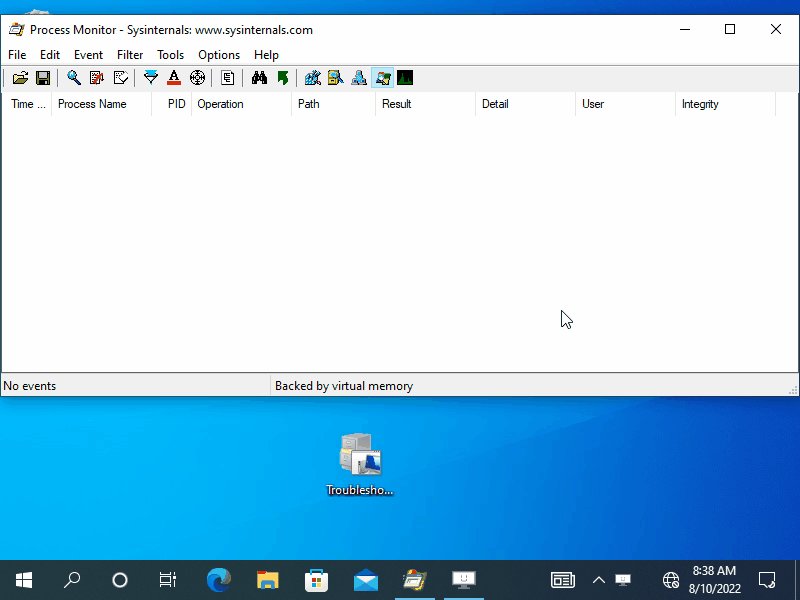 Process Monitor - Sysinternals: www.sysinternals.com
File Edit Event Filter Tools Options Help
Time ... Process Name PID Operation Path Result Detail User Integrity
No events Backed by virtual memory
Troublesho...
8:38 AM
8/10/2022